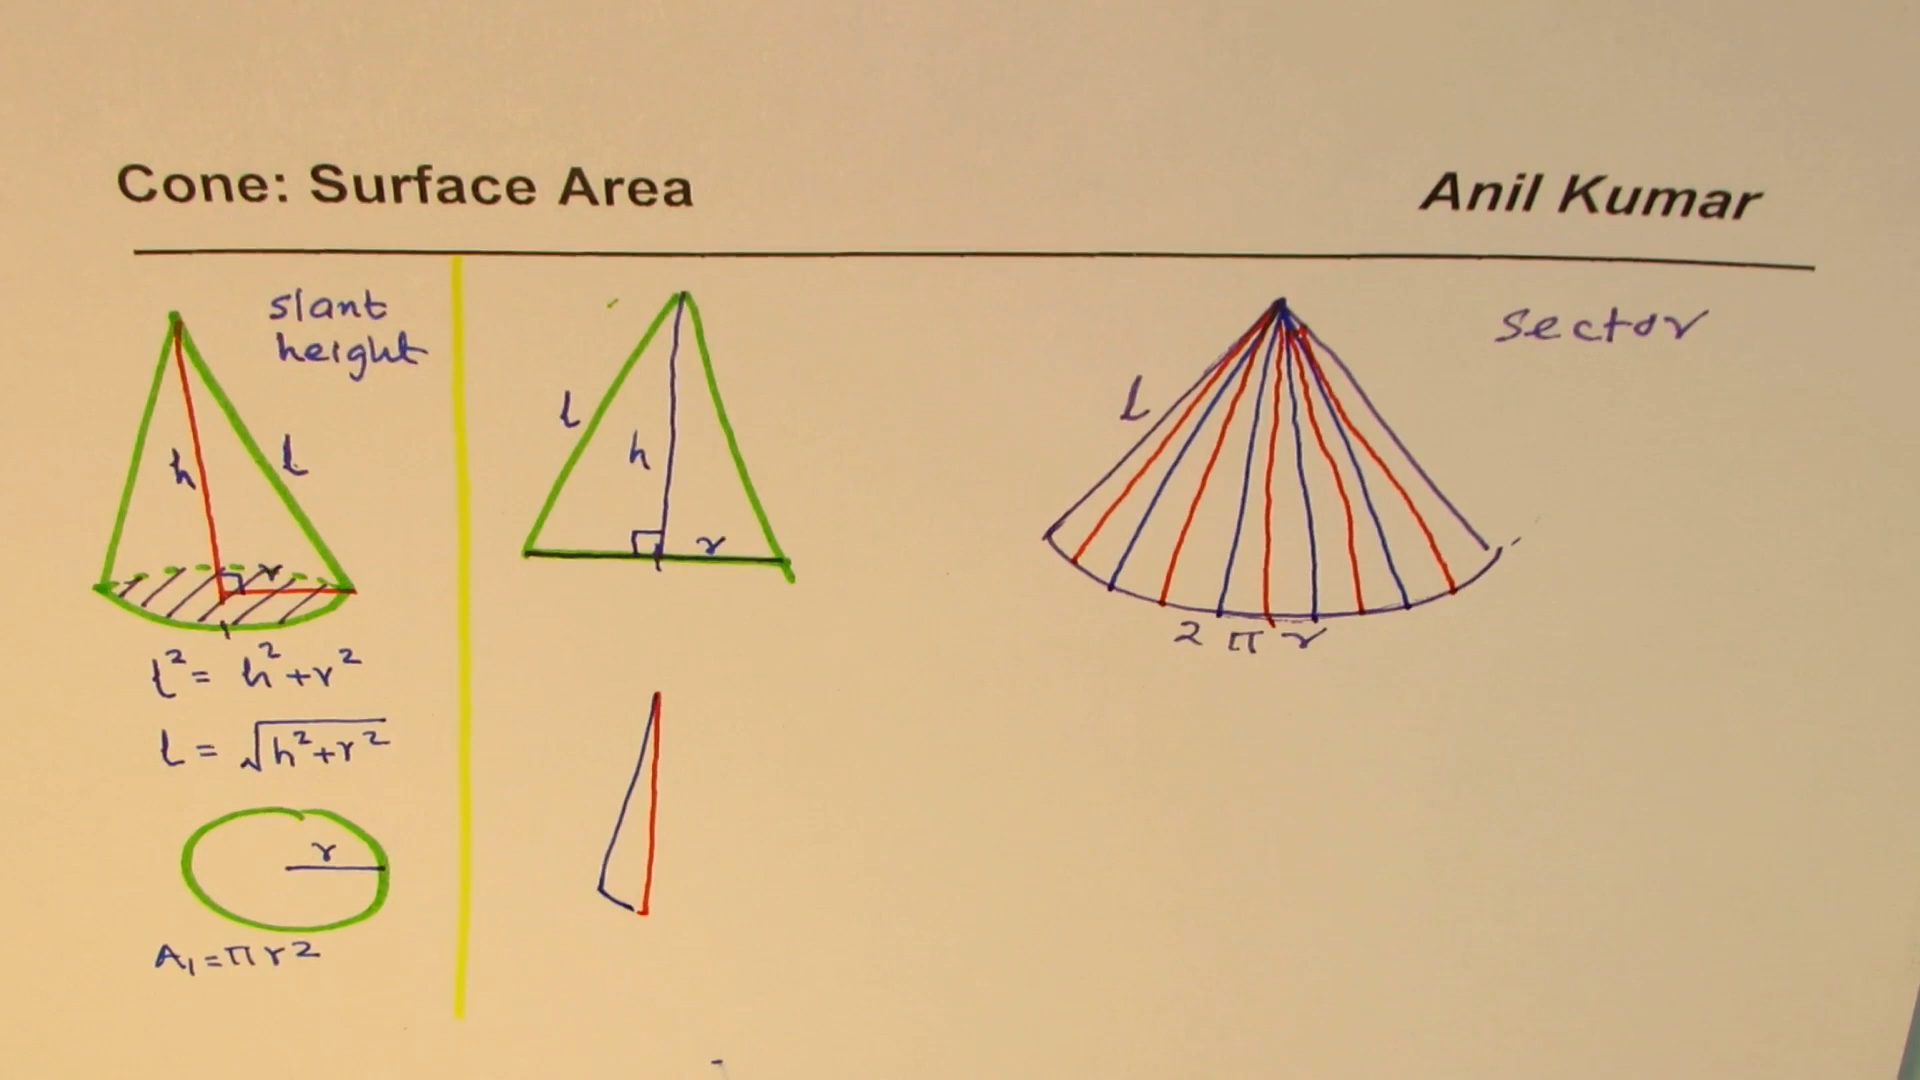 Cone: Surface Area
Anil Kumar
slant
height
h
l
r
l² = h² + r²
l = √h² + r²
r
A₁ = πr²
l
h
r
sector
l
2πr